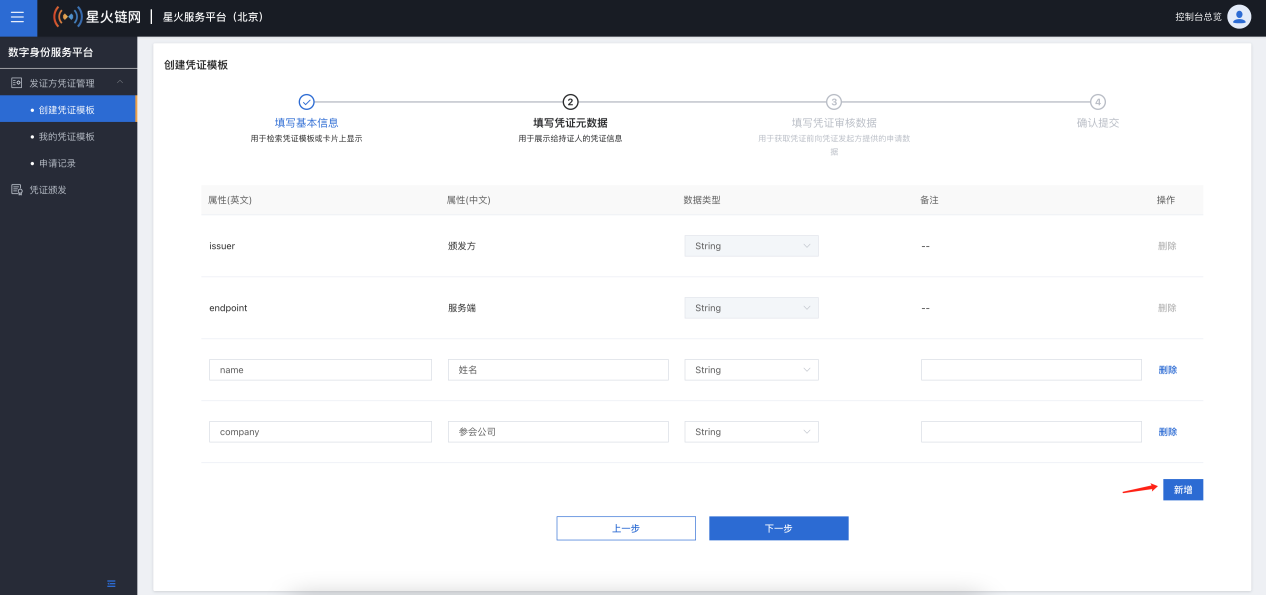 星火链网 | 星火服务平台（北京）
控制台总览
数字身份服务平台
发证方凭证管理
• 创建凭证模板
• 我的凭证模板
• 申请记录
凭证颁发
创建凭证模板
2 3 4
填写基本信息 填写凭证元数据 填写凭证审核数据 确认提交
用于检索凭证模板或卡片上显示 用于展示给持证人的凭证信息 用于获取凭证前向凭证发起方提供的申请数
据
属性(英文) 属性(中文) 数据类型 备注 操作
issuer 颁发方 String -- 删除
endpoint 服务端 String -- 删除
name 姓名 String 删除
company 参会公司 String 删除
新增
上一步 下一步